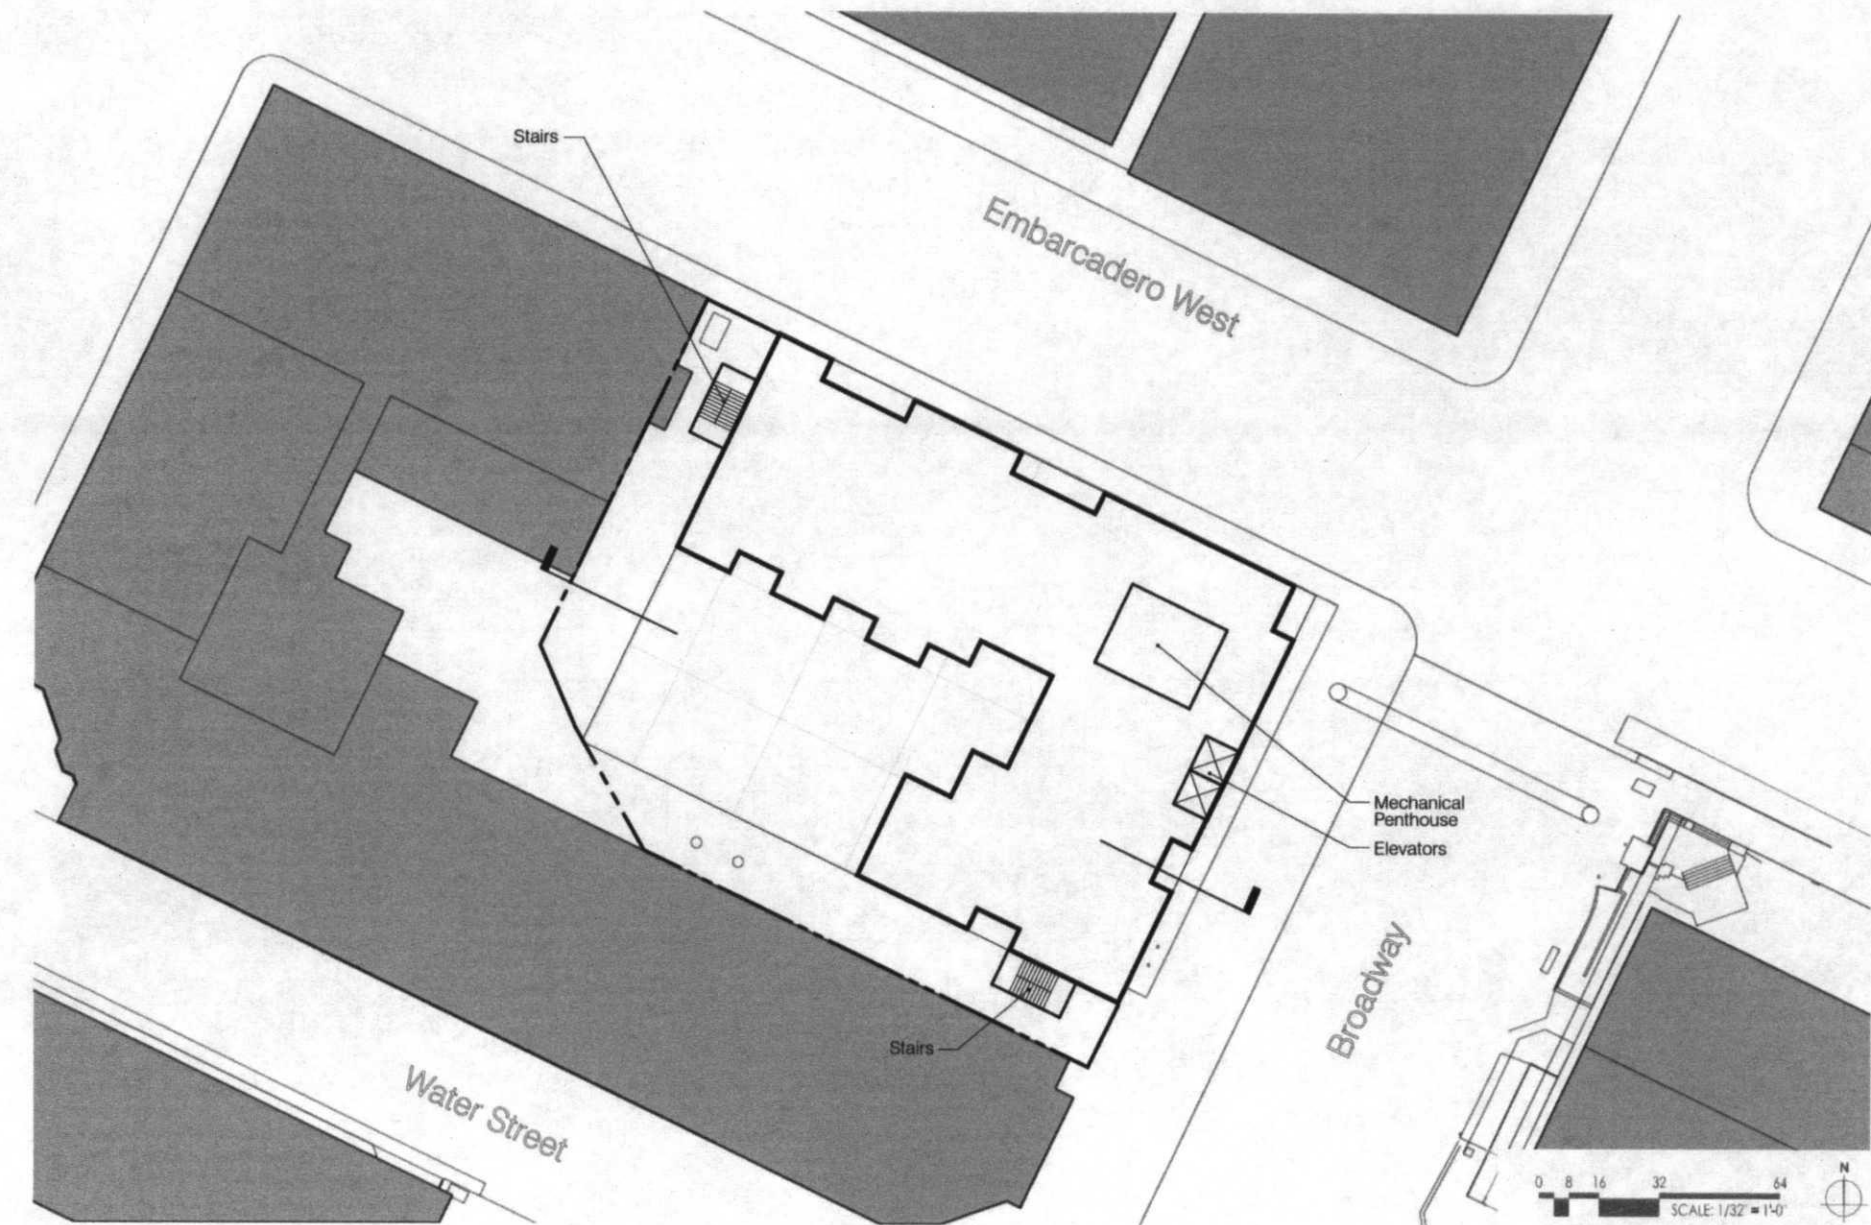 Stairs
Embarcadero West
Mechanical
Penthouse
Elevators
Broadway
Stairs
Water Street
N
0 8 16 32 64
SCALE: 1/32" = 1'-0"